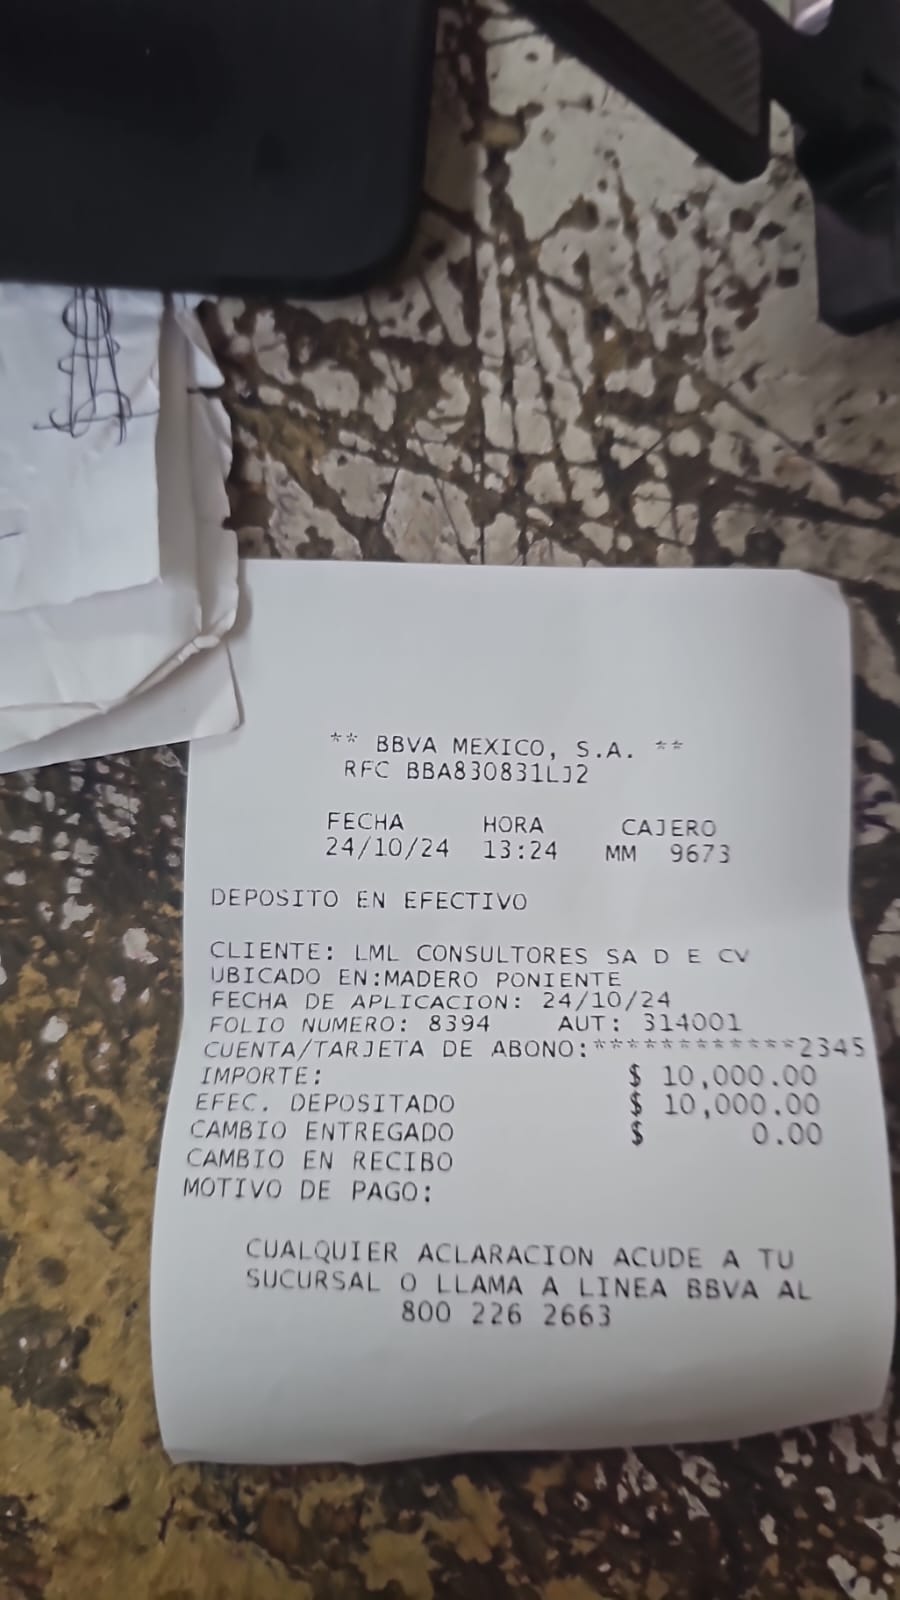 ** BBVA MEXICO, S.A. **
RFC BBA830831LJ2
FECHA HORA CAJERO
24/10/24 13:24 MM 9673
DEPOSITO EN EFECTIVO
CLIENTE: LML CONSULTORES SA D E CV
UBICADO EN:MADERO PONIENTE
FECHA DE APLICACION: 24/10/24
FOLIO NUMERO: 8394 AUT: 314001
CUENTA/TARJETA DE ABONO:************2345
IMPORTE: $ 10,000.00
EFEC. DEPOSITADO $ 10,000.00
CAMBIO ENTREGADO $ 0.00
CAMBIO EN RECIBO
MOTIVO DE PAGO:
CUALQUIER ACLARACION ACUDE A TU
SUCURSAL O LLAMA A LINEA BBVA AL
800 226 2663